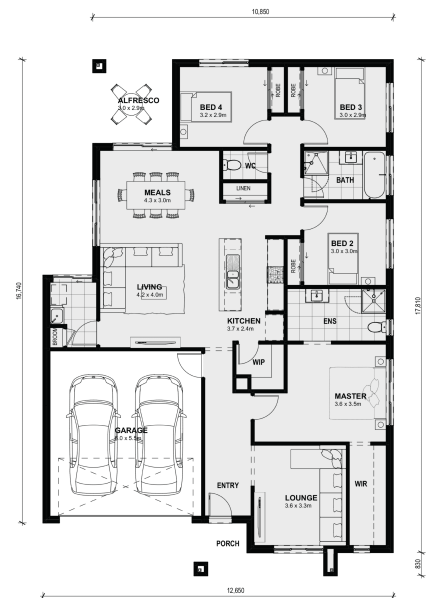 10,850
ALFRESCO
3.0 x 2.9m
BED 4
3.2 x 2.9m
ROBE
ROBE
BED 3
3.0 x 2.9m
WC
BATH
LINEN
MEALS
4.3 x 3.0m
BED 2
3.0 x 3.0m
ROBE
16,740
17,810
LIVING
4.2 x 4.0m
KITCHEN
3.7 x 2.4m
ENS
BROOM
WIP
MASTER
3.6 x 3.5m
GARAGE
6.0 x 5.5m
ENTRY
LOUNGE
3.6 x 3.3m
WIR
PORCH
830
12,650